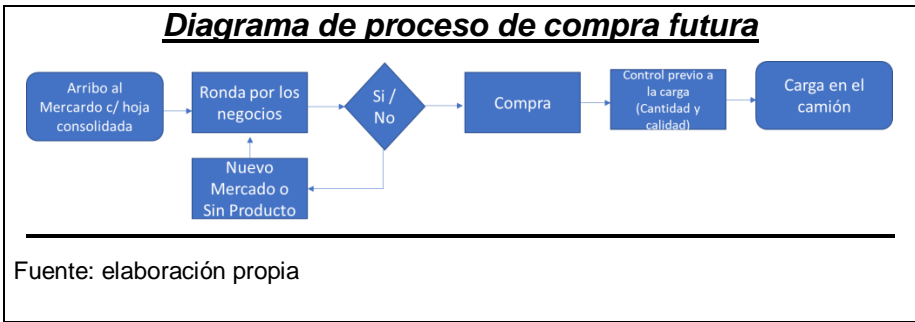 Diagrama de proceso de compra futura
Arribo al
Mercardo c/ hoja
consolidada
Ronda por los
negocios
Si /
No
Compra
Control previo a
la carga
(Cantidad y
calidad)
Carga en el
camión
Nuevo
Mercado o
Sin Producto
Fuente: elaboración propia